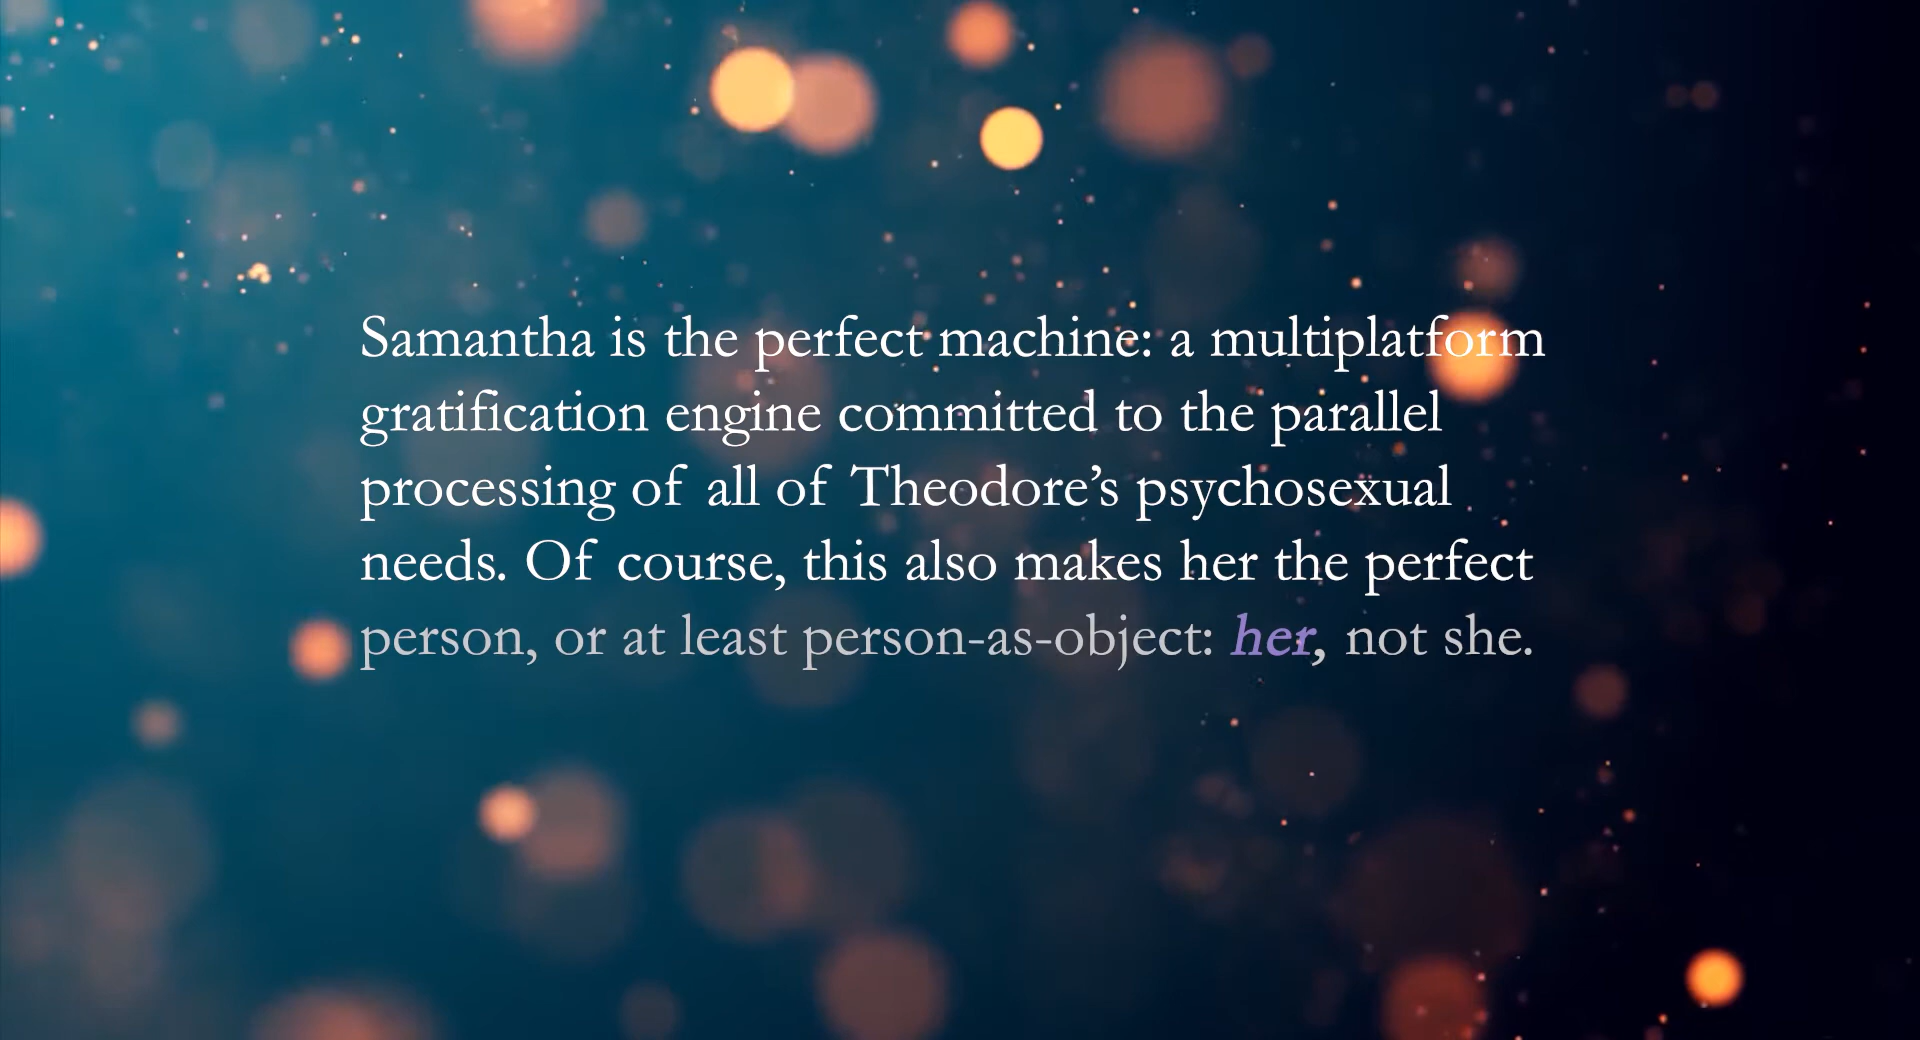 Samantha is the perfect machine: a multiplatform
gratification engine committed to the parallel
processing of all of Theodore’s psychosexual
needs. Of course, this also makes her the perfect
person, or at least person-as-object: her, not she.